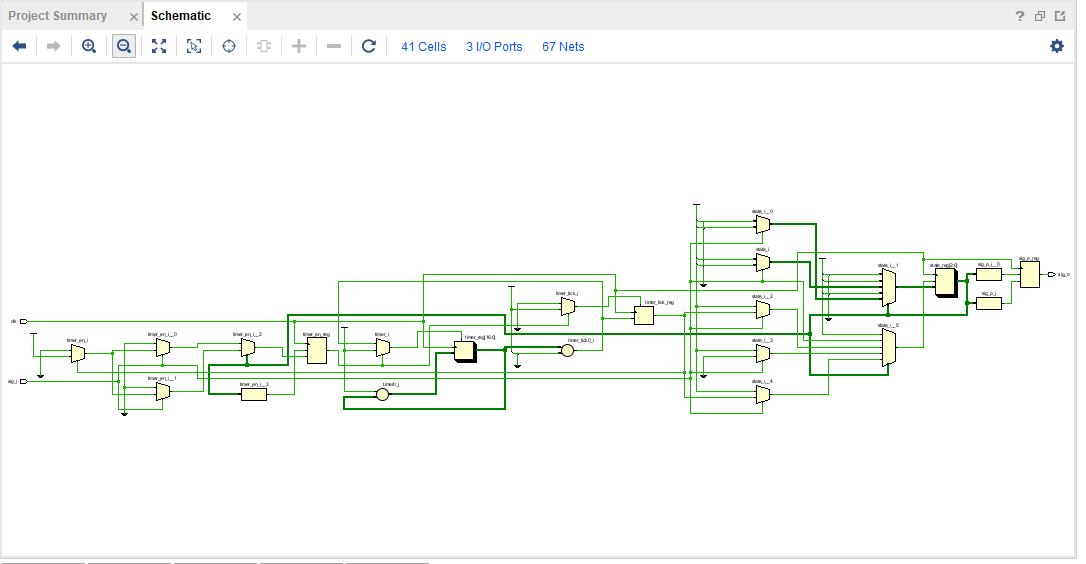 Project Summary
Schematic
41 Cells
3 I/O Ports
67 Nets
state_i__0
state_i
state_i__1
state_reg[2:0]
sig_o_i__0
sig_o_reg
sig_o
sig_o_i
timer_tick_i
state_i__2
timer_tick_reg
clk
timer_en_i
timer_en_i__0
timer_en_i__2
timer_en_reg
timer_i
timer_reg[16:0]
timer_tick0_i
state_i__3
state_i__5
sig_i
timer_en_i__1
timer_en_i__3
timer0_i
state_i__4